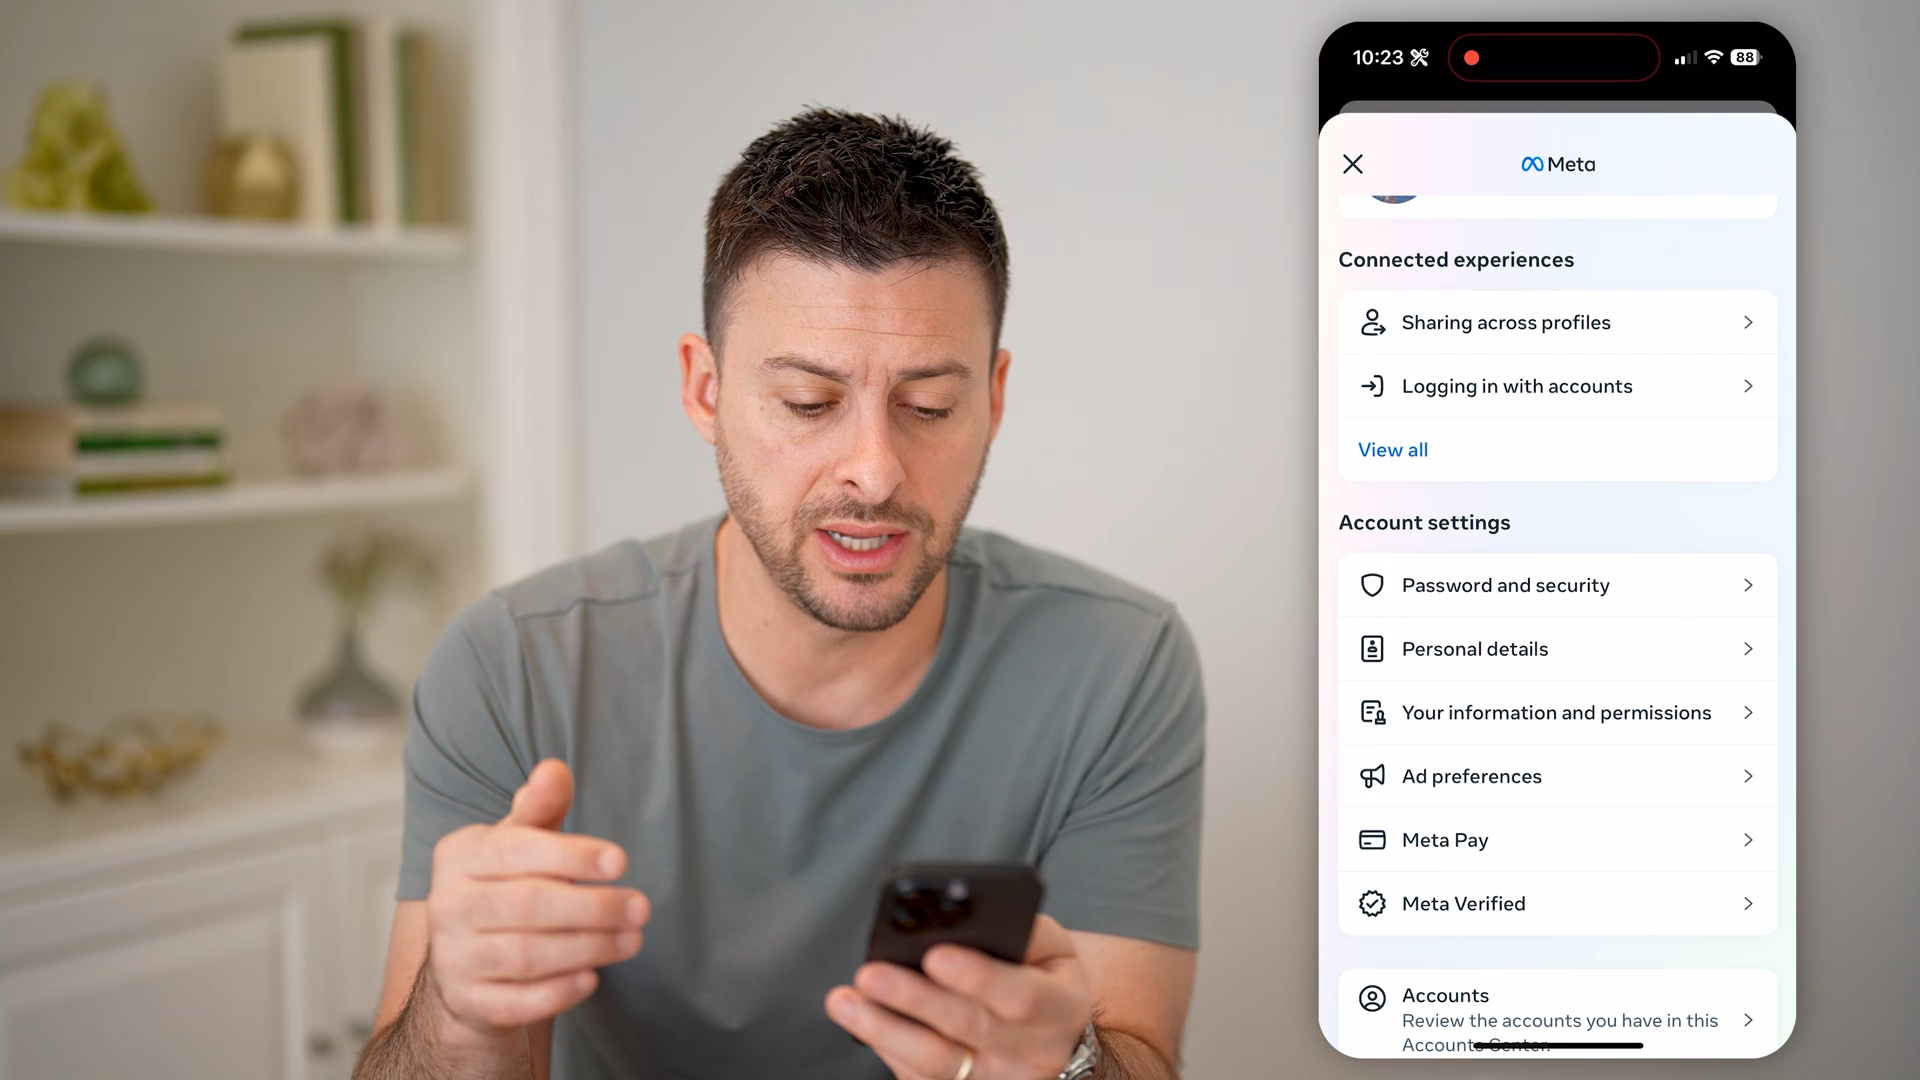 10:23
88
Meta
Connected experiences
Sharing across profiles
Logging in with accounts
View all
Account settings
Password and security
Personal details
Your information and permissions
Ad preferences
Meta Pay
Meta Verified
Accounts
Review the accounts you have in this
Accounts Center.